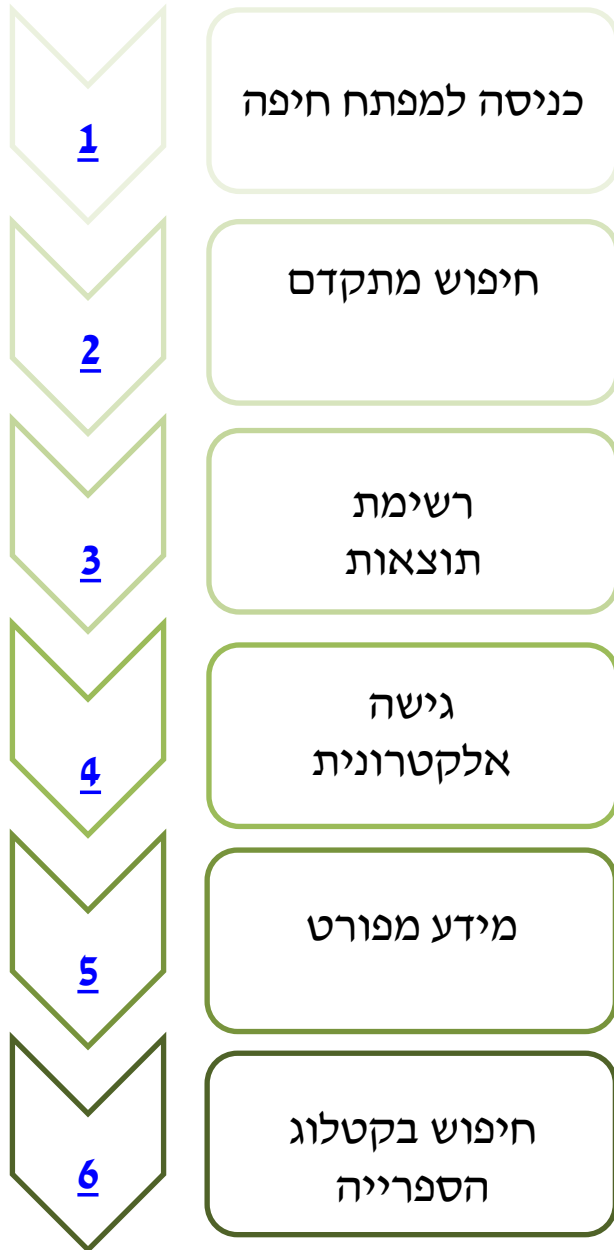 1
כניסה למפתח חיפה
2
חיפוש מתקדם
3
רשימת
תוצאות
4
גישה
אלקטרונית
5
מידע מפורט
6
חיפוש בקטלוג
הספרייה